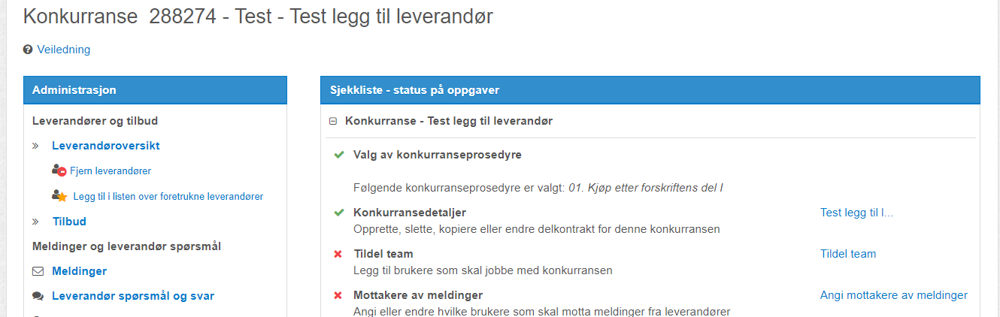 Konkurranse 288274 - Test - Test legg til leverandør
Veiledning
Administrasjon
Leverandører og tilbud
Leverandøroversikt
Fjern leverandører
Legg til i listen over foretrukne leverandører
Tilbud
Meldinger og leverandør spørsmål
Meldinger
Leverandør spørsmål og svar
Sjekkliste - status på oppgaver
Konkurranse - Test legg til leverandør
Valg av konkurranseprosedyre
Følgende konkurranseprosedyre er valgt: 01. Kjøp etter forskriftens del I
Konkurransedetaljer
Test legg til l...
Opprette, slette, kopiere eller endre delkontrakt for denne konkurransen
Tildel team
Tildel team
Legg til brukere som skal jobbe med konkurransen
Mottakere av meldinger
Angi mottakere av meldinger
Angi eller endre hvilke brukere som skal motta meldinger fra leverandører